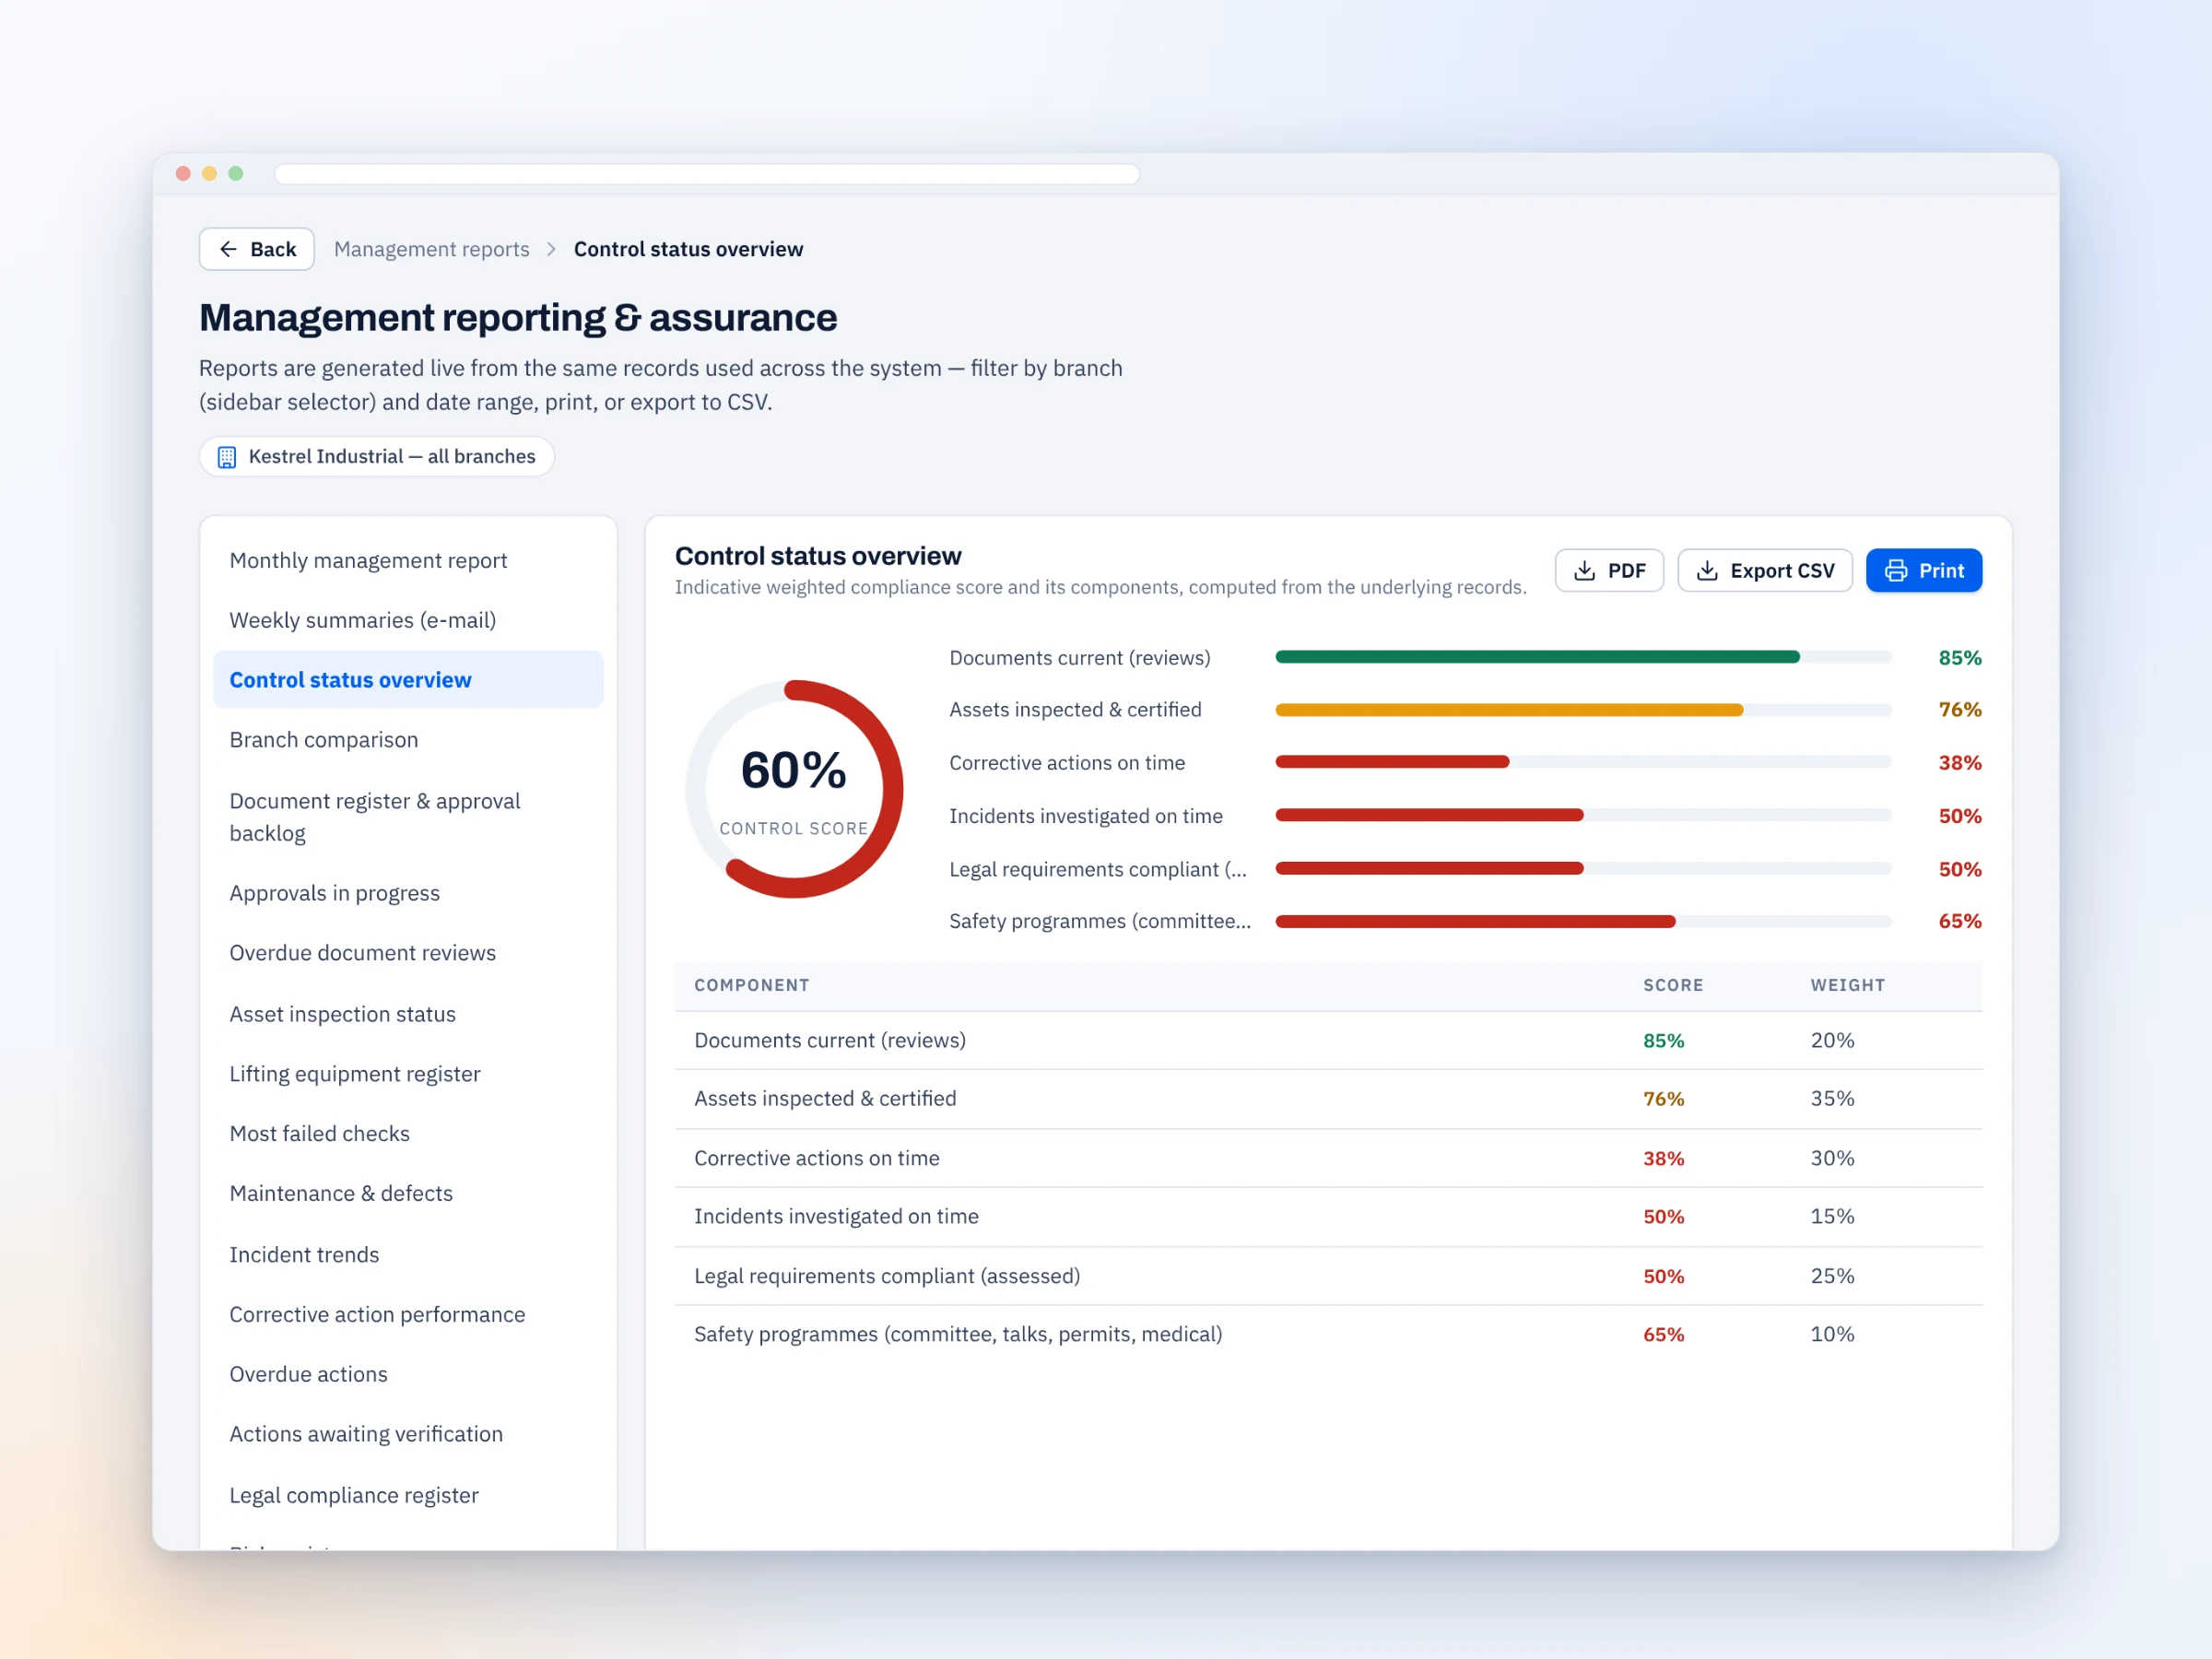 Back
Management reports
Control status overview
Management reporting & assurance
Reports are generated live from the same records used across the system — filter by branch
(sidebar selector) and date range, print, or export to CSV.
Kestrel Industrial — all branches
Monthly management report
Weekly summaries (e-mail)
Control status overview
Branch comparison
Document register & approval
backlog
Approvals in progress
Overdue document reviews
Asset inspection status
Lifting equipment register
Most failed checks
Maintenance & defects
Incident trends
Corrective action performance
Overdue actions
Actions awaiting verification
Legal compliance register
Control status overview
Indicative weighted compliance score and its components, computed from the underlying records.
PDF
Export CSV
Print
60%
CONTROL SCORE
Documents current (reviews) 85%
Assets inspected & certified 76%
Corrective actions on time 38%
Incidents investigated on time 50%
Legal requirements compliant (... 50%
Safety programmes (committee... 65%
COMPONENT SCORE WEIGHT
Documents current (reviews) 85% 20%
Assets inspected & certified 76% 35%
Corrective actions on time 38% 30%
Incidents investigated on time 50% 15%
Legal requirements compliant (assessed) 50% 25%
Safety programmes (committee, talks, permits, medical) 65% 10%